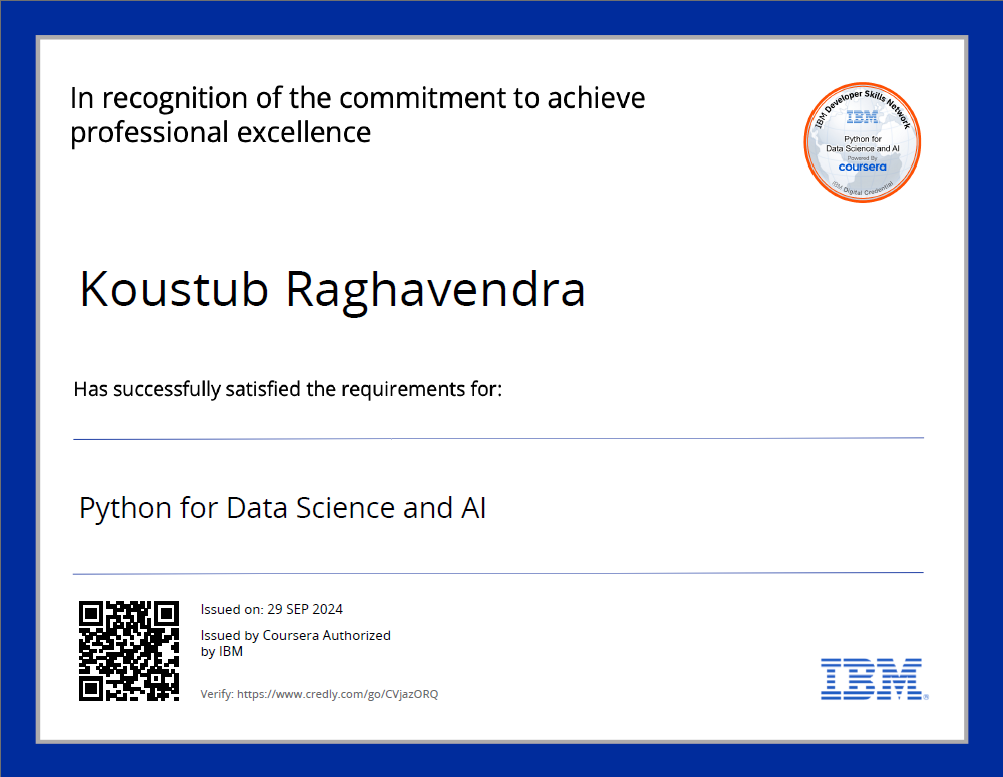 In recognition of the commitment to achieve
professional excellence
IBM Developer Skills Network
IBM
Python for
Data Science and AI
Powered By
coursera
IBM Digital Credential
Koustub Raghavendra
Has successfully satisfied the requirements for:
Python for Data Science and AI
Issued on: 29 SEP 2024
Issued by Coursera Authorized
by IBM
Verify: https://www.credly.com/go/CVjazORQ
IBM®